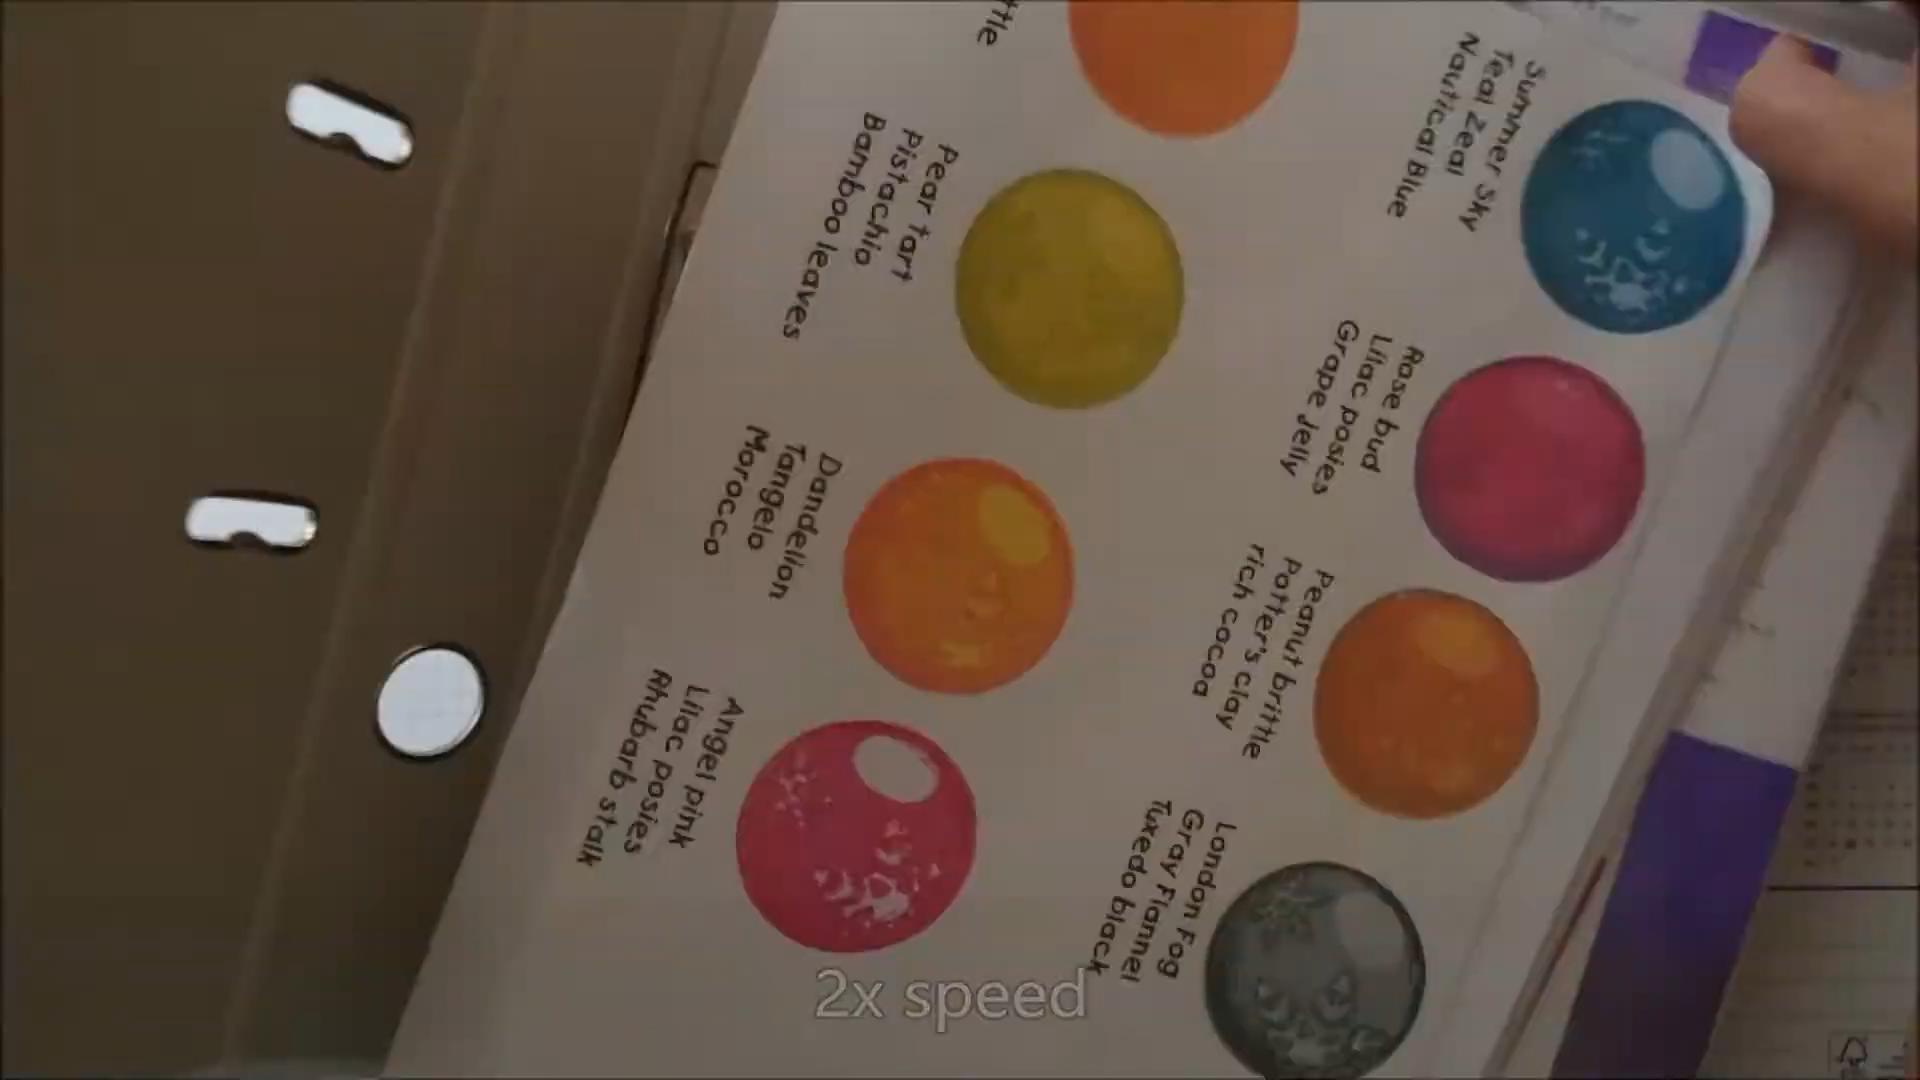 Summer Sky
Teal Zeal
Nautical Blue
Rose bud
Lilac posies
Grape Jelly
Peanut brittle
Potter's clay
rich cocoa
London Fog
Gray Flannel
Tuxedo black
Pear Tart
Pistachio
Bamboo leaves
Dandelion
Tangelo
Morocco
Angel pink
Lilac posies
Rhubarb stalk
2x speed